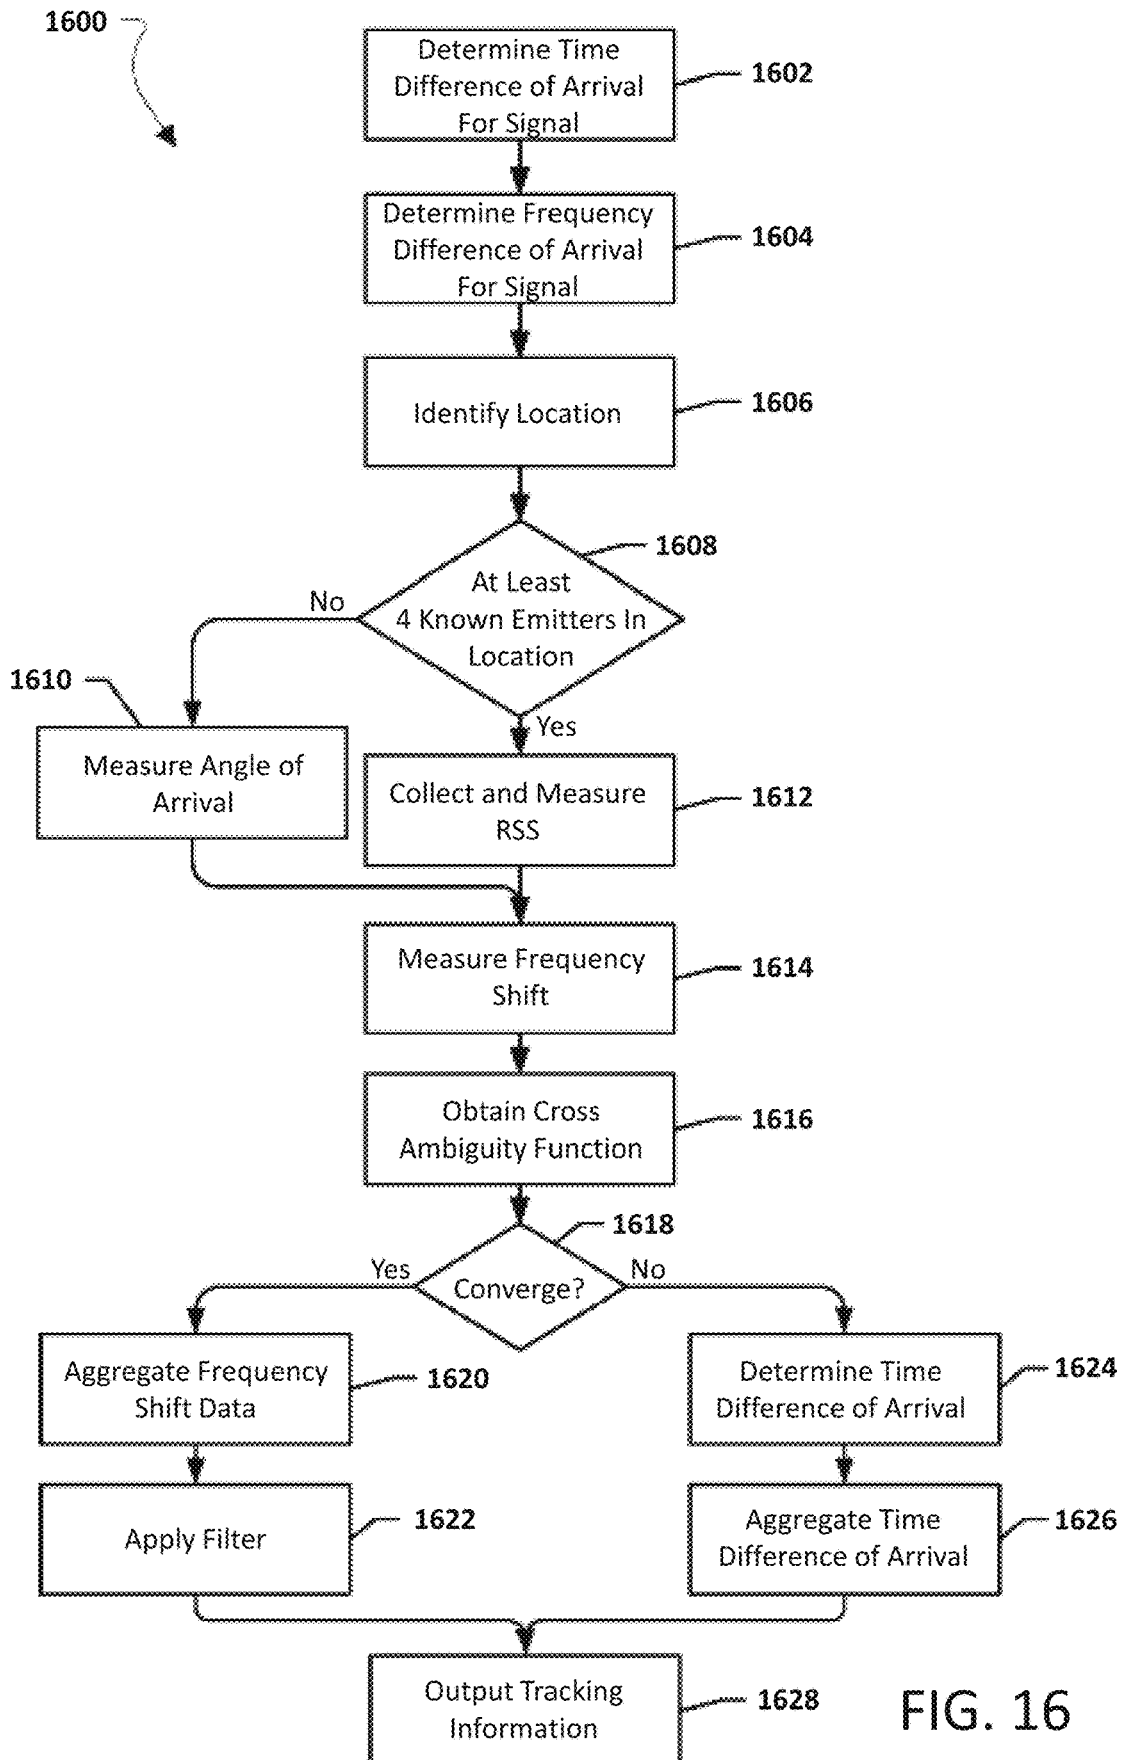 1600
Determine Time
Difference of Arrival
For Signal
1602
Determine Frequency
Difference of Arrival
For Signal
1604
Identify Location
1606
1608
At Least
4 Known Emitters In
Location
No
Yes
1610
Measure Angle of
Arrival
Collect and Measure
RSS
1612
Measure Frequency
Shift
1614
Obtain Cross
Ambiguity Function
1616
1618
Converge?
Yes
No
Aggregate Frequency
Shift Data
1620
Determine Time
Difference of Arrival
1624
Apply Filter
1622
Aggregate Time
Difference of Arrival
1626
Output Tracking
Information
1628
FIG. 16